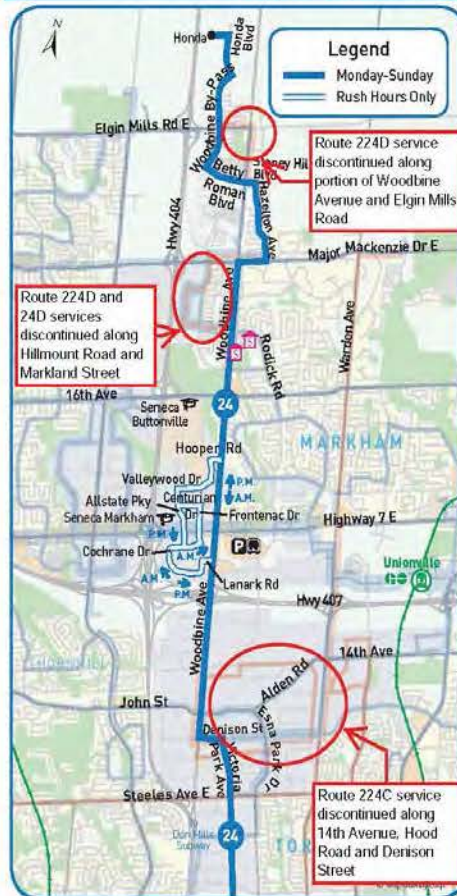 N
Honda
Honda Blvd
Legend
Monday-Sunday
Rush Hours Only
Woodbine By-Pass
Elgin Mills Rd E
Route 224D service
discontinued along
portion of Woodbine
Avenue and Elgin Mills
Road
Betty
Roman
Blvd
Stoney Hil
Blvd
Hazelton Ave
Hwy 404
Major Mackenzie Dr E
Route 224D and
24D services
discontinued along
Hillmount Road and
Markland Street
Woodbine Ave
Rodick Rd
Warden Ave
16th Ave
Seneca
Buttonville
24
MARKHAM
Hooper Rd
Valleywood Dr
Centurian
Dr
P.M.
A.M.
Allstate Pky
Seneca Markham
Frontenac Dr
Highway 7 E
P.M.
Cochrane Dr
A.M.
P
Unionville
GO
A.M.
P.M.
Lanark Rd
Hwy 407
Woodbine Ave
14th Ave
Alden Rd
John St
Denison St
Esna Park Dr
Victoria
Park Ave
Steeles Ave E
To
Don Mills
Subway
24
TOR
Route 224C service
discontinued along
14th Avenue, Hood
Road and Denison
Street